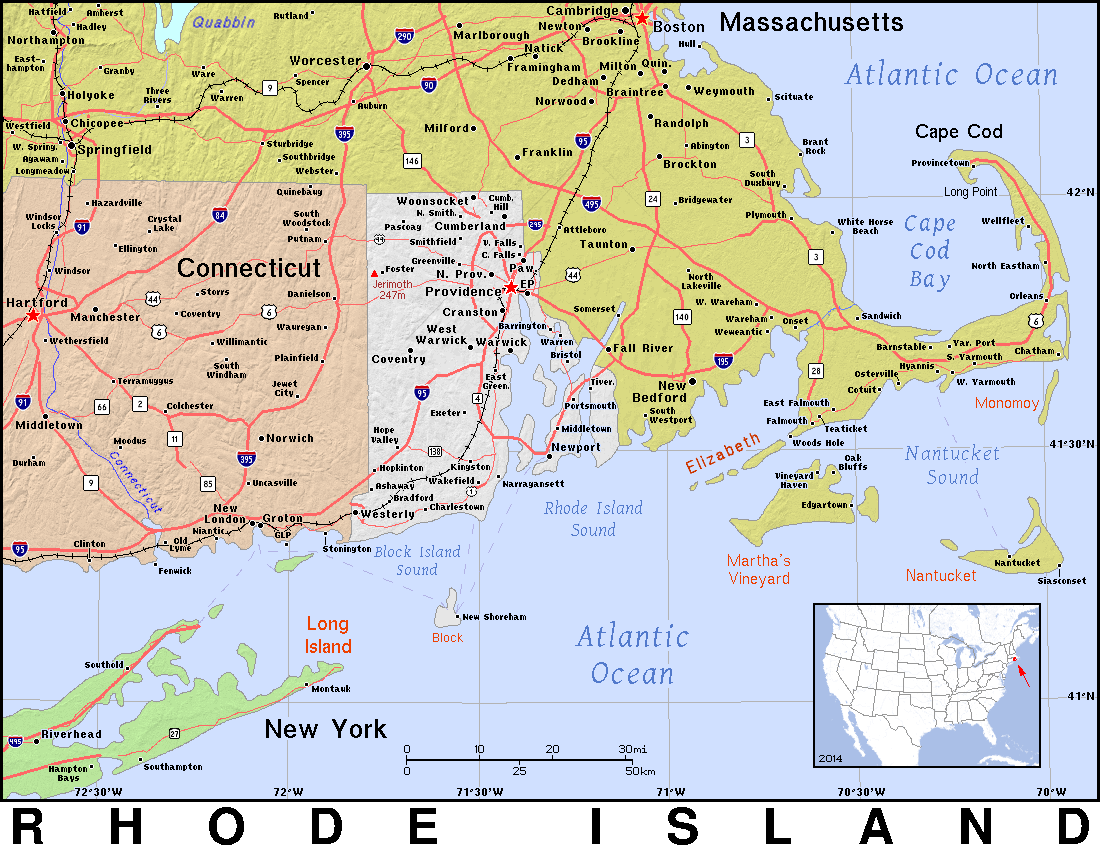 Hatfield
Amherst
Hadley
Northampton
East-
hampton
Granby
Holyoke
Three
Rivers
Ware
Warren
Quabbin
Rutland
Worcester
Spencer
9
Auburn
290
Marlborough
90
Cambridge
Newton
Boston
Brookline
Natick
Framingham
Milton
Quin.
Hull
Dedham
Braintree
Weymouth
Norwood
Scituate
Massachusetts
Atlantic Ocean
Westfield
Chicopee
W. Spring.
Springfield
Agawam
Longmeadow
395
Sturbridge
Southbridge
Webster
Milford
146
Franklin
95
Randolph
Abington
Brockton
3
Brant
Rock
South
Duxbury
Cape Cod
Provincetown
Long Point
42°N
Quinebaug
Hazardville
Windsor
Locks
91
Crystal
Lake
84
South
Woodstock
Putnam
Ellington
Windsor
Connecticut
Woonsocket
N. Smith.
Cumb.
Hill
Pascoag
Cumberland
295
44
Smithfield
V. Falls
C. Falls
Greenville
Foster
N. Prov.
Paw.
Jerimoth
247m
Providence
EP
Cranston
495
24
Bridgewater
Attleboro
Taunton
Plymouth
White Horse
Beach
3
Cape
Cod
Bay
Wellfleet
North Eastham
Orleans
6
44
North
Lakeville
W. Wareham
Wareham
Weweantic
Onset
Sandwich
140
Somerset
Hartford
Manchester
44
Storrs
Coventry
6
6
Danielson
Wauregan
Wethersfield
Willimantic
Plainfield
South
Windham
Terramuggus
Jewet
City
West
Warwick
Warwick
Coventry
East
Green.
Barrington
Warren
Bristol
Fall River
195
Tiver.
New
Bedford
Portsmouth
South
Westport
Middletown
Newport
Barnstable
Yar. Port
S. Yarmouth
Chatham
Hyannis
W. Yarmouth
Osterville
Cotuit
28
East Falmouth
Falmouth
Teaticket
Woods Hole
Monomoy
91
66
2
Colchester
Middletown
11
Moodus
Norwich
395
Durham
9
85
Uncasville
Connecticut
New
London
Groton
Niantic
Old
Lyme
GLP
95
Clinton
Fenwick
Stonington
95
4
Exeter
Hope
Valley
138
Hopkinton
Kingston
Ashaway
Wakefield
Bradford
1
Narragansett
Westerly
Charlestown
Elizabeth
41°30'N
Nantucket
Sound
Oak
Bluffs
Vineyard
Haven
Edgartown
Rhode Island
Sound
Block Island
Sound
Martha's
Vineyard
Nantucket
Nantucket
Siasconset
New Shoreham
Block
Long
Island
Atlantic
Ocean
Southold
Montauk
New York
Riverhead
495
27
Hampton
Bays
Southampton
41°N
0 10 20 30mi
0 25 50km
2014
72°30'W 72°W 71°30'W 71°W 70°30'W 70°W
RHODE ISLAND